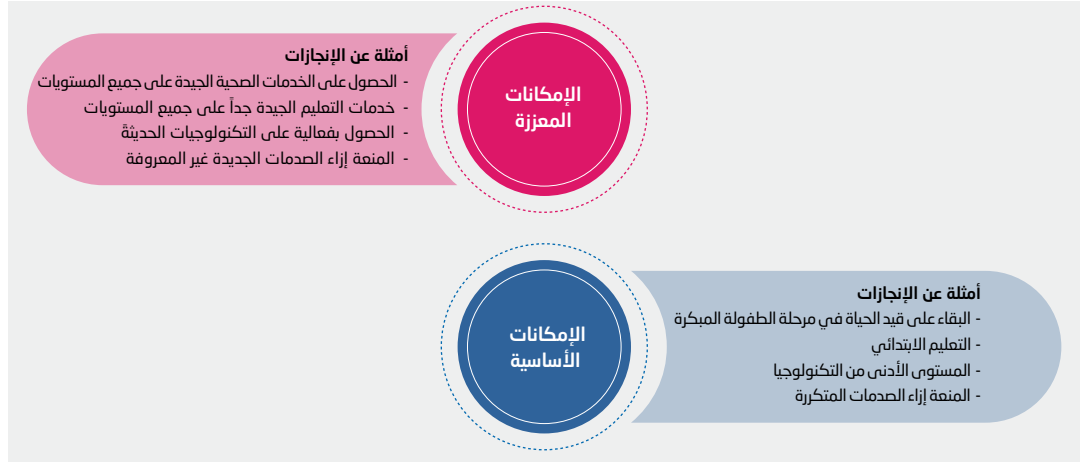 الإمكانات
المعززة
أمثلة عن الإنجازات
- الحصول على الخدمات الصحية الجيدة على جميع المستويات
- خدمات التعليم الجيدة جداً على جميع المستويات
- الحصول بفعالية على التكنولوجيات الحديثة
- المنعة إزاء الصدمات الجديدة غير المعروفة
أمثلة عن الإنجازات
- البقاء على قيد الحياة في مرحلة الطفولة المبكرة
- التعليم الابتدائي
- المستوى الأدنى من التكنولوجيا
- المنعة إزاء الصدمات المتكررة
الإمكانات
الأساسية